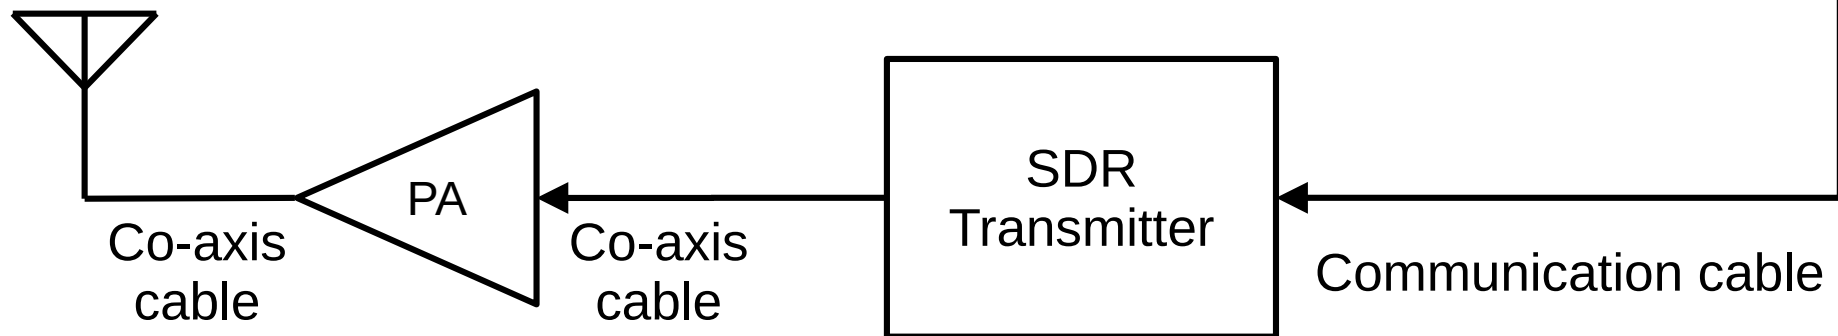 PA
Co-axis
cable
Co-axis
cable
SDR
Transmitter
Communication cable